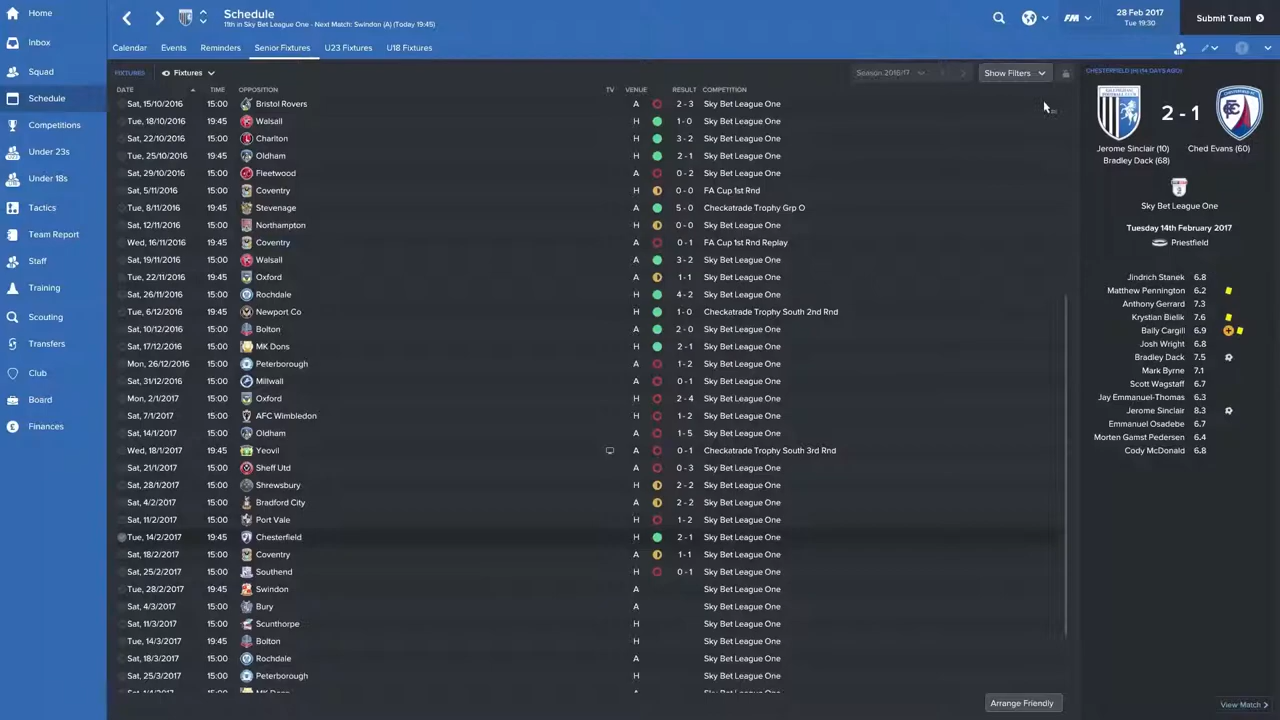 Home
Inbox
Squad
Schedule
Competitions
Under 23s
Under 18s
Tactics
Team Report
Staff
Training
Scouting
Transfers
Club
Board
Finances
Schedule
11th in Sky Bet League One - Next Match: Swindon (A) (Today 19:45)
FM
28 Feb 2017
Tue 19:30
Submit Team
Calendar Events Reminders Senior Fixtures U23 Fixtures U18 Fixtures
FIXTURES Fixtures Season 2016/17 Show Filters
DATE TIME OPPOSITION TV VENUE RESULT COMPETITION
Sat, 15/10/2016 15:00 Bristol Rovers A 2 - 3 Sky Bet League One
Tue, 18/10/2016 19:45 Walsall H 1 - 0 Sky Bet League One
Sat, 22/10/2016 15:00 Charlton H 3 - 2 Sky Bet League One
Tue, 25/10/2016 19:45 Oldham H 2 - 1 Sky Bet League One
Sat, 29/10/2016 15:00 Fleetwood A 0 - 2 Sky Bet League One
Sat, 5/11/2016 15:00 Coventry H 0 - 0 FA Cup 1st Rnd
Tue, 8/11/2016 19:45 Stevenage A 5 - 0 Checkatrade Trophy Grp O
Sat, 12/11/2016 15:00 Northampton H 0 - 0 Sky Bet League One
Wed, 16/11/2016 19:45 Coventry A 0 - 1 FA Cup 1st Rnd Replay
Sat, 19/11/2016 15:00 Walsall A 3 - 2 Sky Bet League One
Tue, 22/11/2016 19:45 Oxford A 1 - 1 Sky Bet League One
Sat, 26/11/2016 15:00 Rochdale H 4 - 2 Sky Bet League One
Tue, 6/12/2016 19:45 Newport Co H 1 - 0 Checkatrade Trophy South 2nd Rnd
Sat, 10/12/2016 15:00 Bolton A 2 - 0 Sky Bet League One
Sat, 17/12/2016 15:00 MK Dons H 2 - 1 Sky Bet League One
Mon, 26/12/2016 15:00 Peterborough A 1 - 2 Sky Bet League One
Sat, 31/12/2016 15:00 Millwall A 0 - 1 Sky Bet League One
Mon, 2/1/2017 15:00 Oxford H 2 - 4 Sky Bet League One
Sat, 7/1/2017 15:00 AFC Wimbledon H 1 - 2 Sky Bet League One
Sat, 14/1/2017 15:00 Oldham A 1 - 5 Sky Bet League One
Wed, 18/1/2017 19:45 Yeovil A 0 - 1 Checkatrade Trophy South 3rd Rnd
Sat, 21/1/2017 15:00 Sheff Utd A 0 - 3 Sky Bet League One
Sat, 28/1/2017 15:00 Shrewsbury H 2 - 2 Sky Bet League One
Sat, 4/2/2017 15:00 Bradford City A 2 - 2 Sky Bet League One
Sat, 11/2/2017 15:00 Port Vale H 1 - 2 Sky Bet League One
Tue, 14/2/2017 19:45 Chesterfield H 2 - 1 Sky Bet League One
Sat, 18/2/2017 15:00 Coventry A 1 - 1 Sky Bet League One
Sat, 25/2/2017 15:00 Southend H 0 - 1 Sky Bet League One
Tue, 28/2/2017 19:45 Swindon A Sky Bet League One
Sat, 4/3/2017 15:00 Bury A Sky Bet League One
Sat, 11/3/2017 15:00 Scunthorpe H Sky Bet League One
Tue, 14/3/2017 19:45 Bolton H Sky Bet League One
Sat, 18/3/2017 15:00 Rochdale A Sky Bet League One
Sat, 25/3/2017 15:00 Peterborough H Sky Bet League One
Arrange Friendly
CHESTERFIELD (H) (14 DAYS AGO)
2 - 1
Jerome Sinclair (10) Ched Evans (60)
Bradley Dack (68)
Sky Bet League One
Tuesday 14th February 2017
Priestfield
Jindrich Stanek 6.8
Matthew Pennington 6.2
Anthony Gerrard 7.3
Krystian Bielik 7.6
Baily Cargill 6.9
Josh Wright 6.8
Bradley Dack 7.5
Mark Byrne 7.1
Scott Wagstaff 6.7
Jay Emmanuel-Thomas 6.3
Jerome Sinclair 8.3
Emmanuel Osadebe 6.7
Morten Gamst Pedersen 6.4
Cody McDonald 6.8
View Match